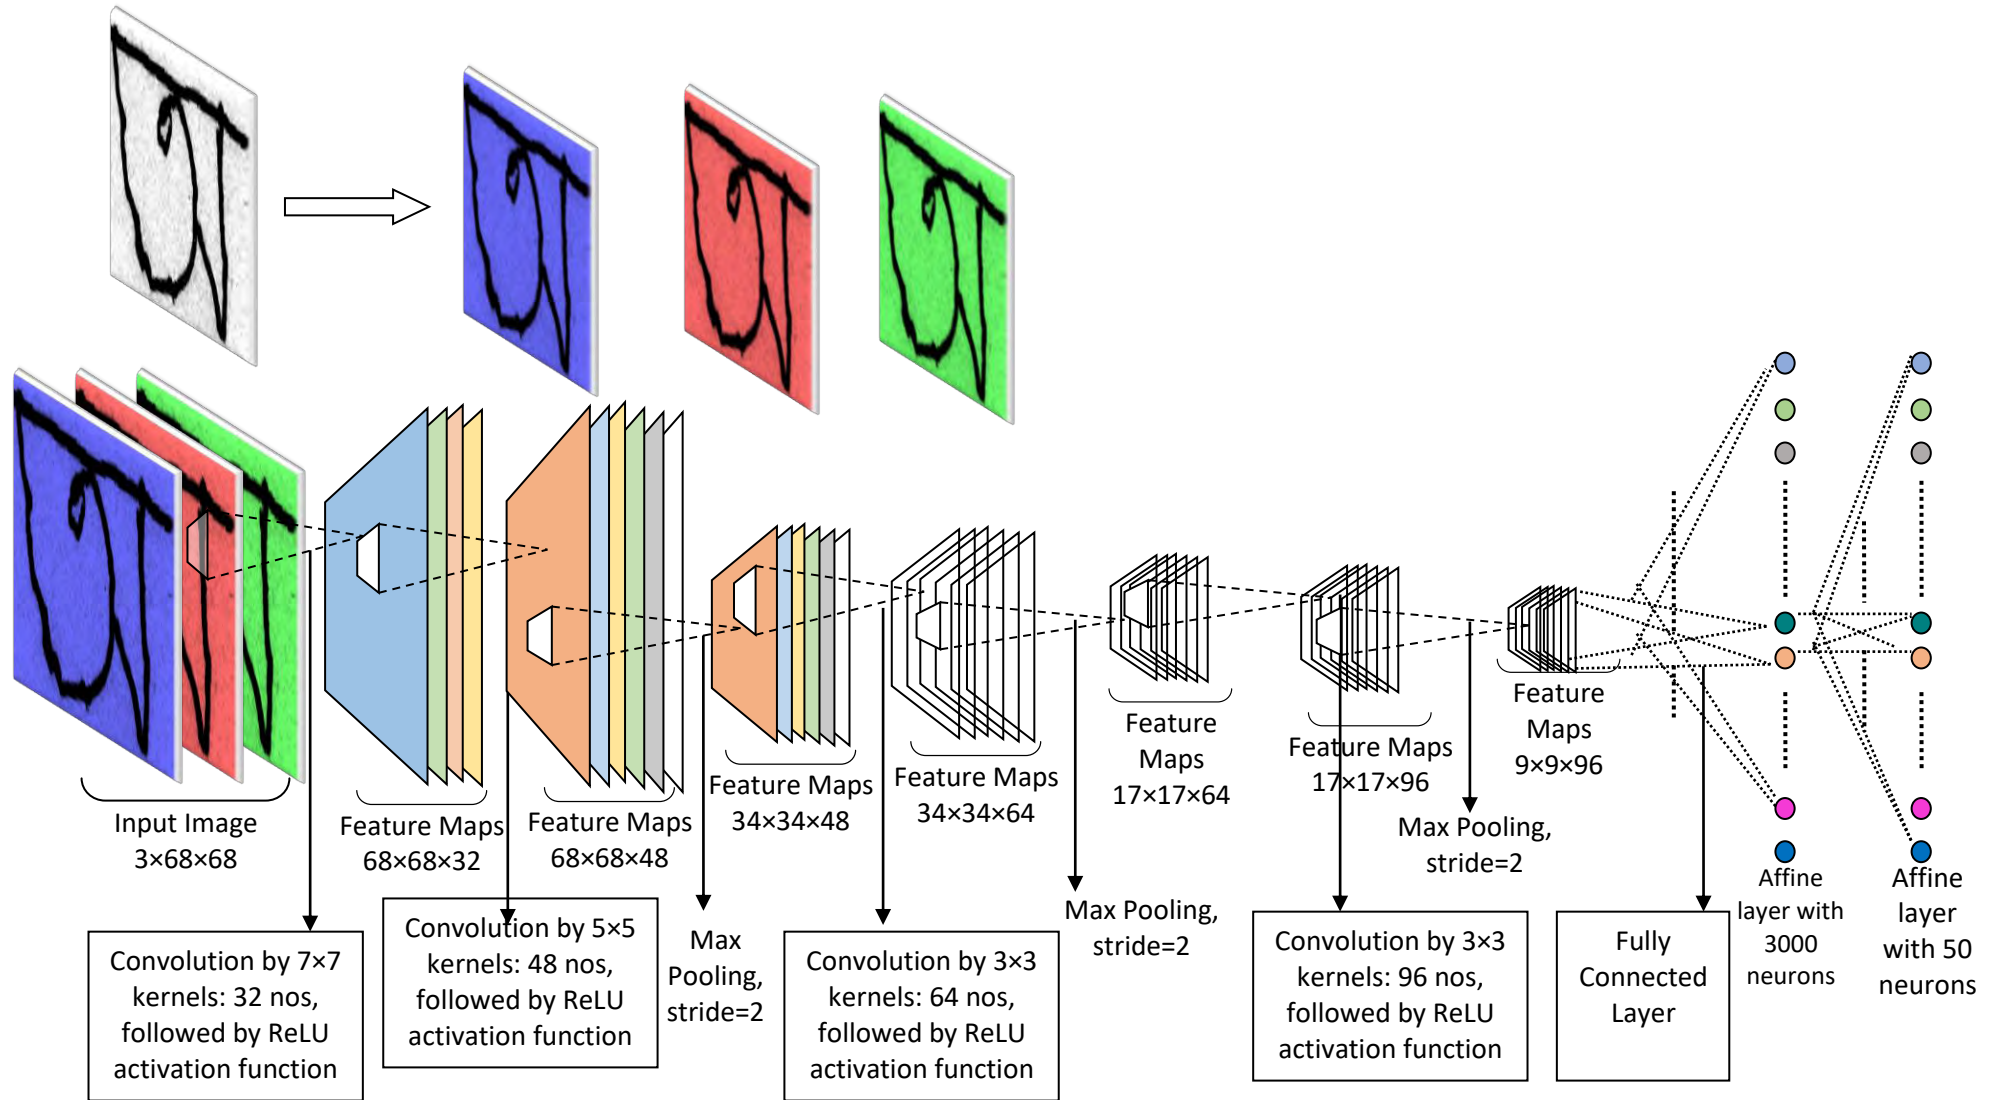 Input Image
3×68×68
Feature Maps
68×68×32
Feature Maps
68×68×48
Feature Maps
34×34×48
Feature Maps
34×34×64
Feature
Maps
17×17×64
Feature Maps
17×17×96
Feature
Maps
9×9×96
Convolution by 7×7
kernels: 32 nos,
followed by ReLU
activation function
Convolution by 5×5
kernels: 48 nos,
followed by ReLU
activation function
Max
Pooling,
stride=2
Convolution by 3×3
kernels: 64 nos,
followed by ReLU
activation function
Max Pooling,
stride=2
Convolution by 3×3
kernels: 96 nos,
followed by ReLU
activation function
Max Pooling,
stride=2
Fully
Connected
Layer
Affine
layer with
3000
neurons
Affine
layer
with 50
neurons